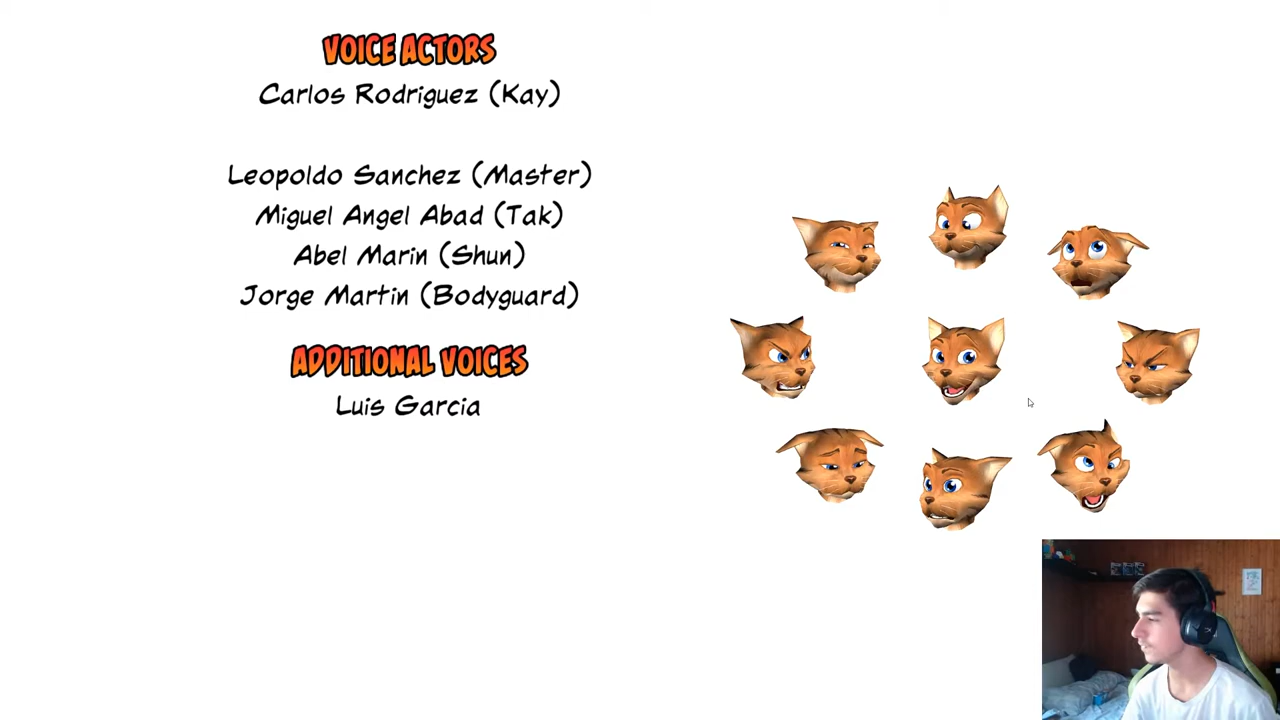 VOICE ACTORS
Carlos Rodriguez (Kay)
Leopoldo Sanchez (Master)
Miguel Angel Abad (Tak)
Abel Marin (Shun)
Jorge Martin (Bodyguard)
ADDITIONAL VOICES
Luis Garcia